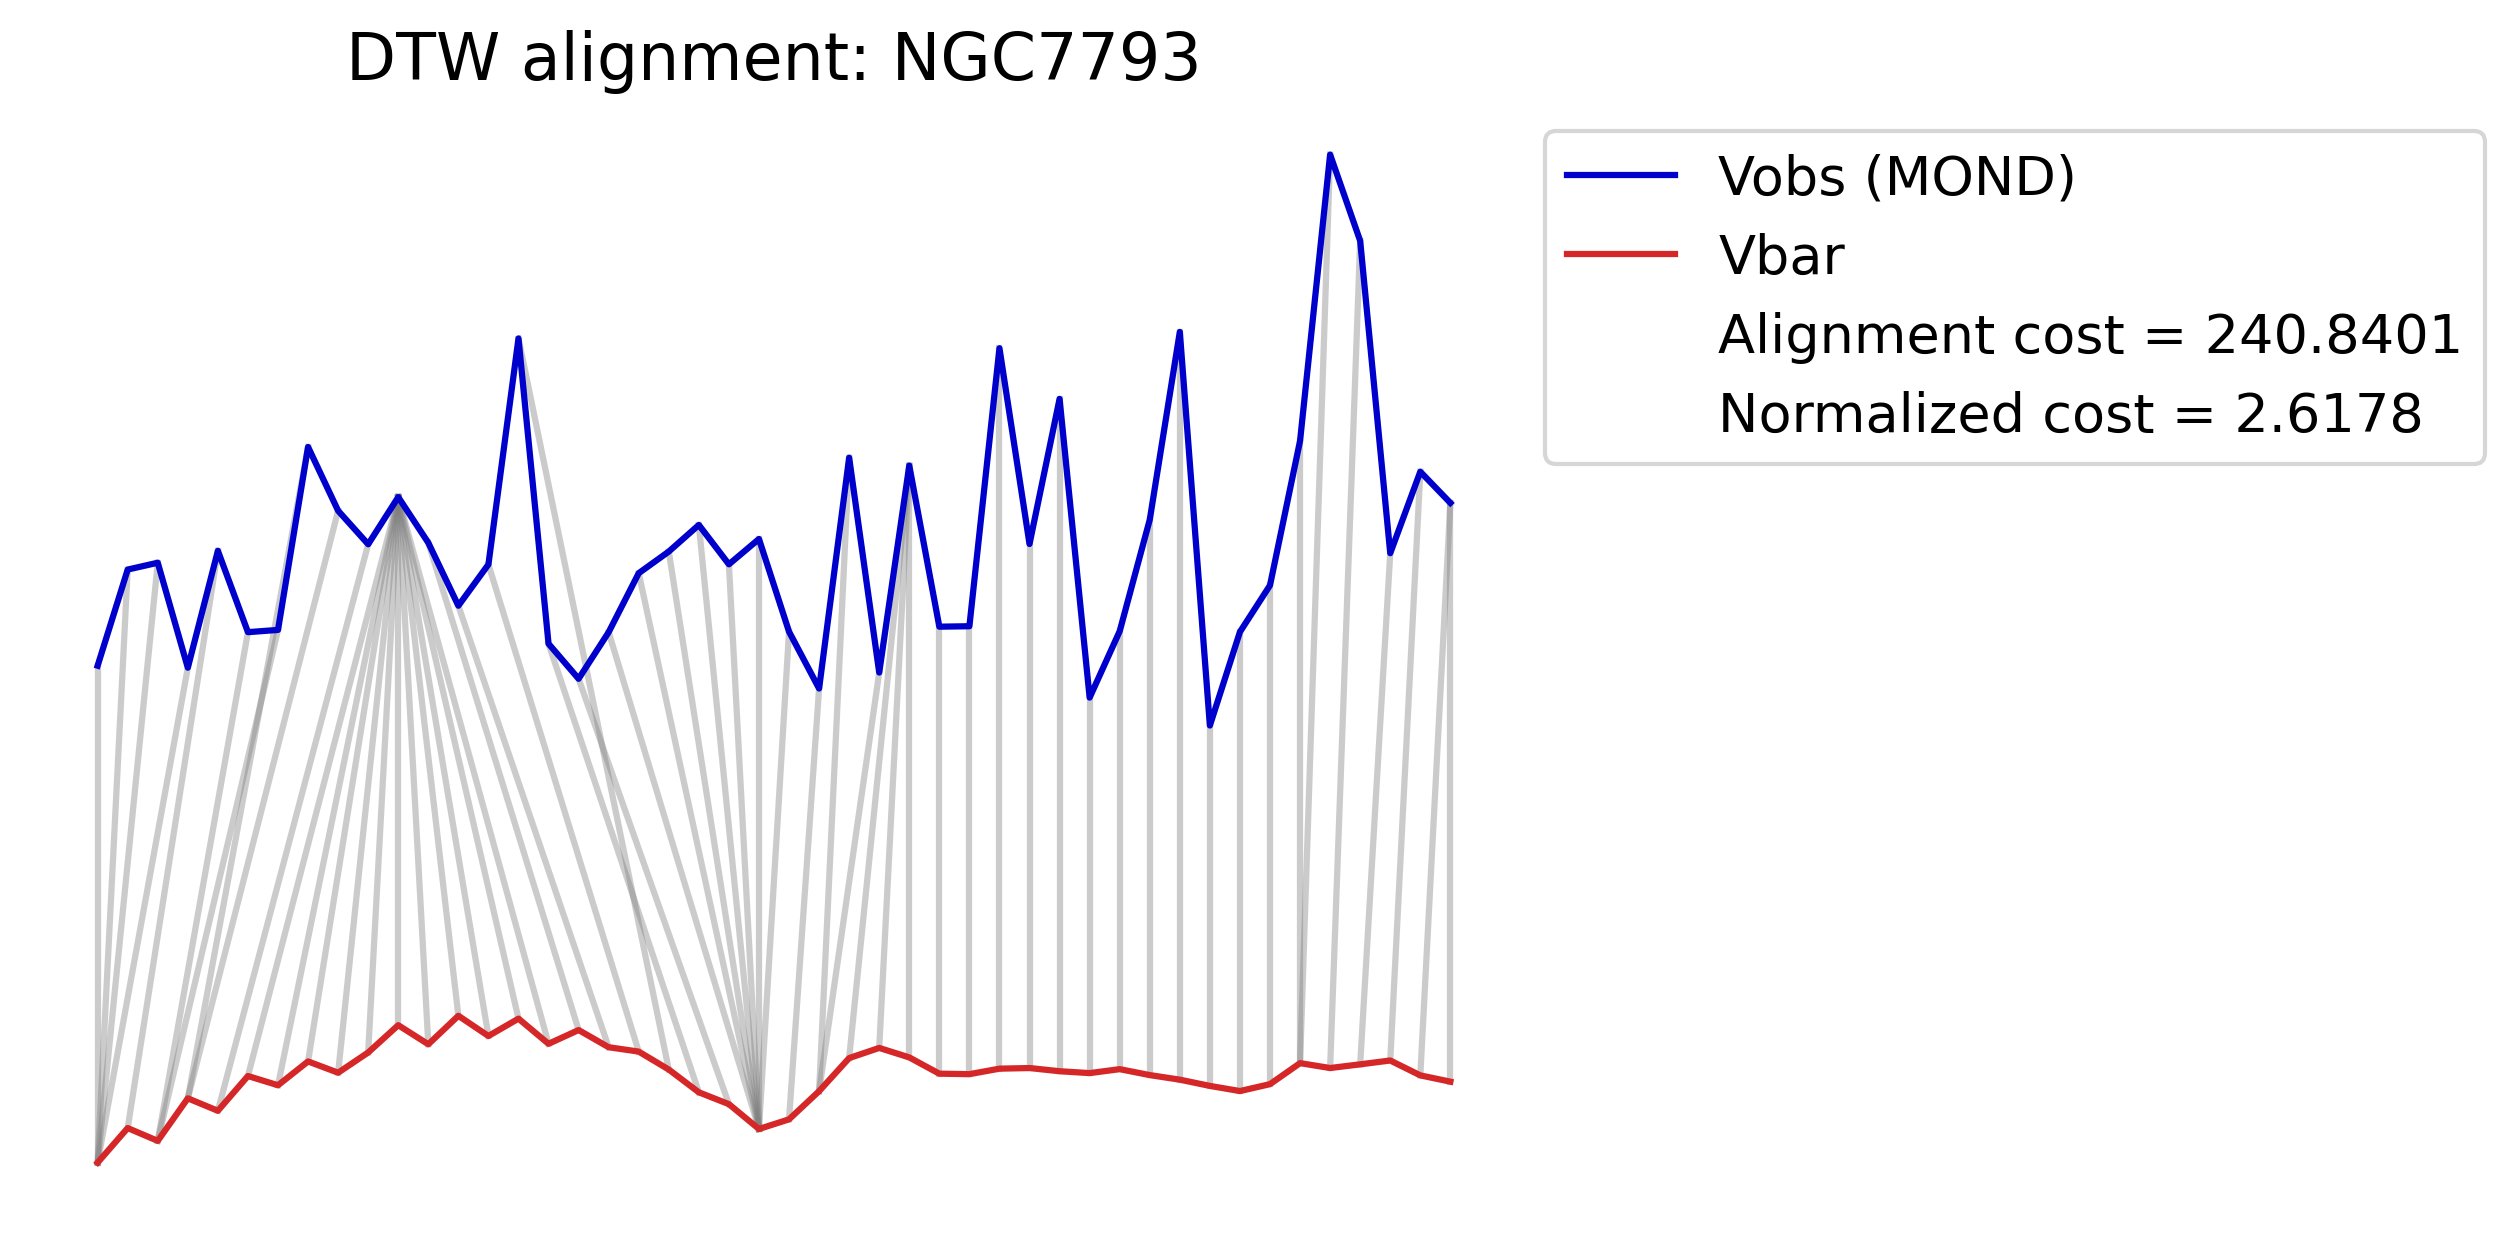 DTW alignment: NGC7793
Vobs (MOND)
Vbar
Alignment cost = 240.8401
Normalized cost = 2.6178